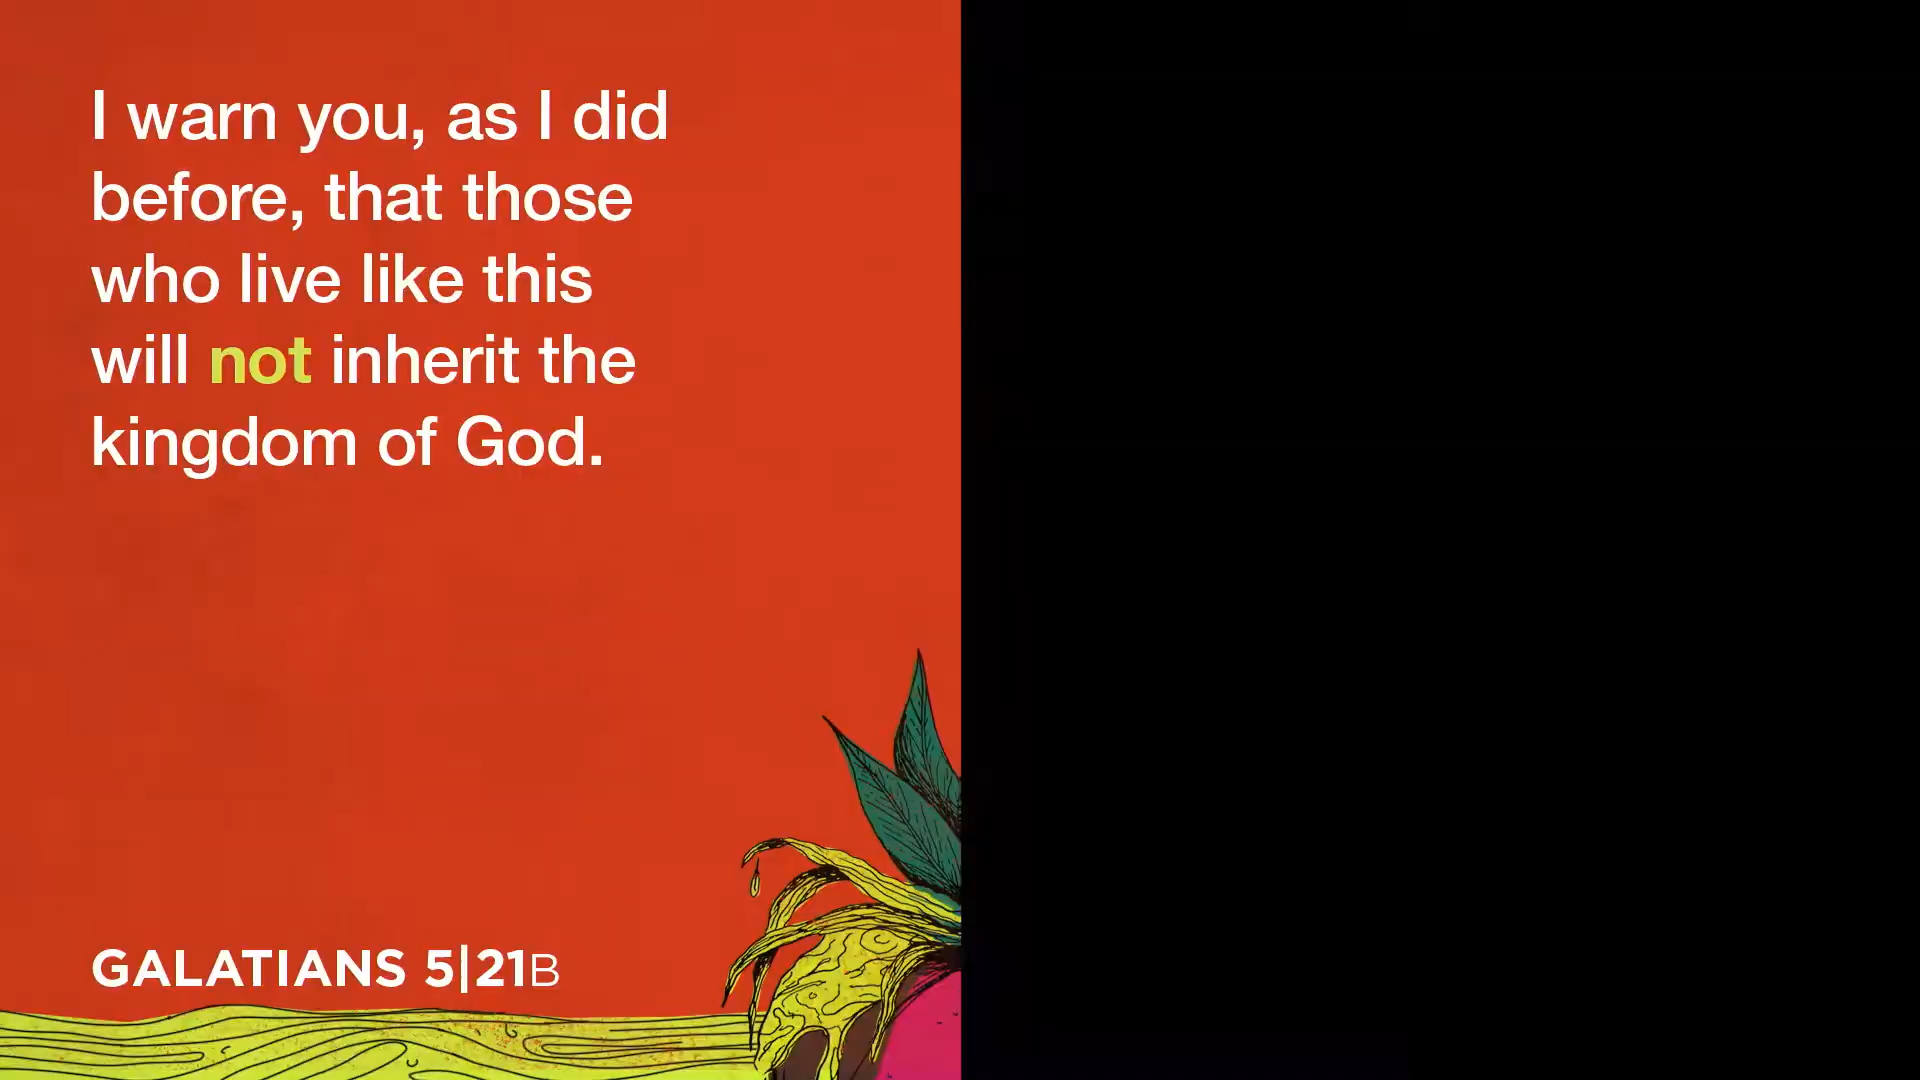 I warn you, as I did
before, that those
who live like this
will not inherit the
kingdom of God.
GALATIANS 5|21B